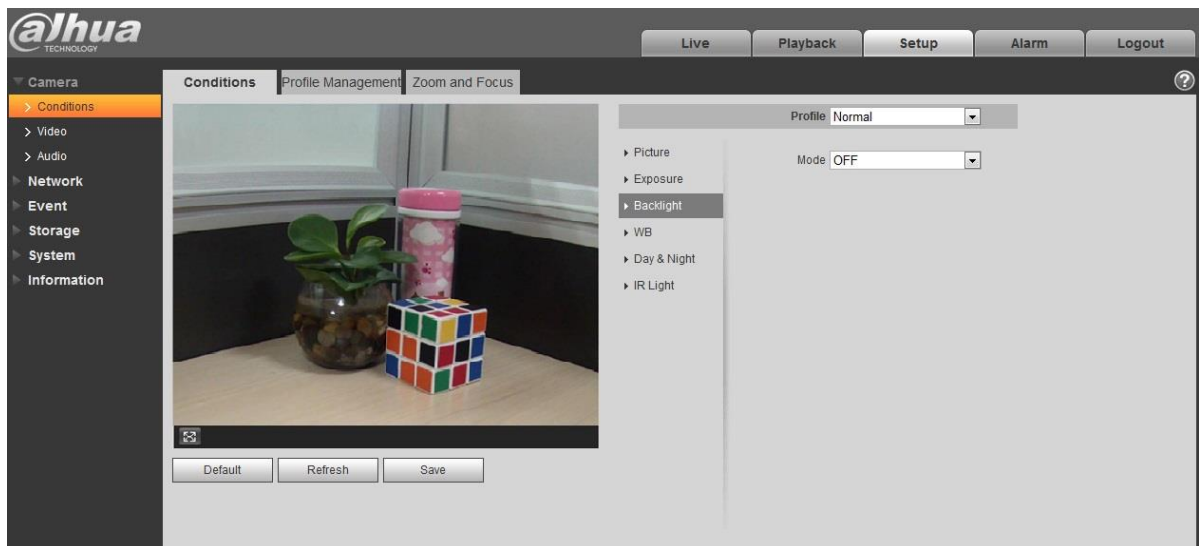 alhua
TECHNOLOGY
Live Playback Setup Alarm Logout
Camera
Conditions
Video
Audio
Network
Event
Storage
System
Information
Conditions Profile Management Zoom and Focus
?
Profile Normal
Picture
Exposure
Backlight
WB
Day & Night
IR Light
Mode OFF
Default Refresh Save